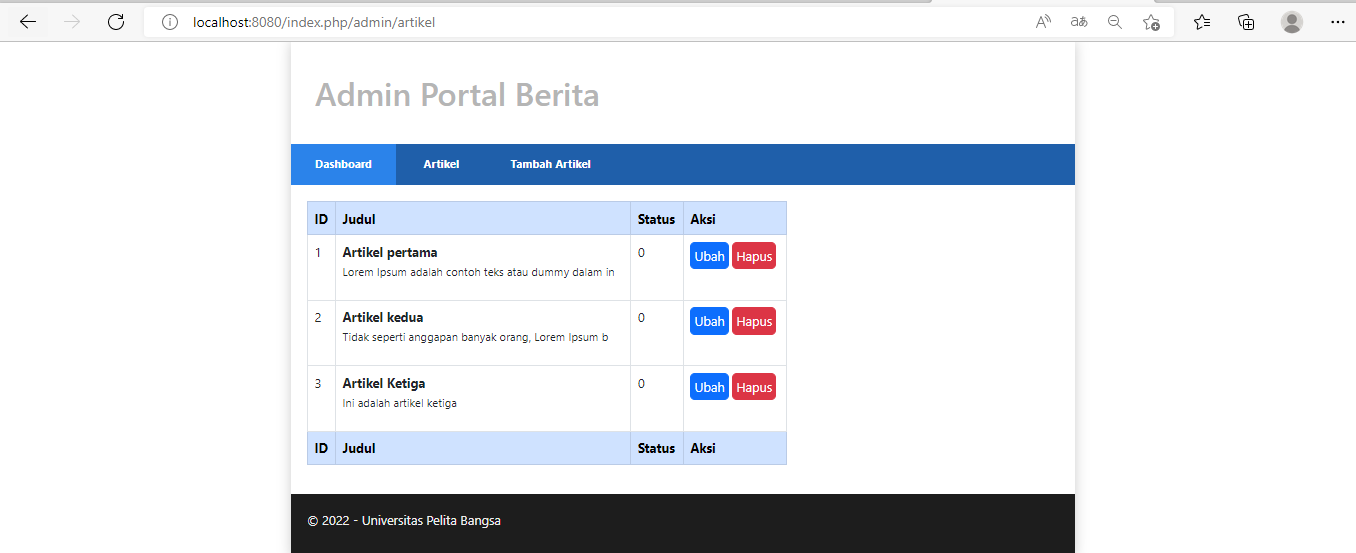 localhost:8080/index.php/admin/artikel
Admin Portal Berita
Dashboard Artikel Tambah Artikel
ID Judul Status Aksi
1 Artikel pertama 0 Ubah Hapus
Lorem Ipsum adalah contoh teks atau dummy dalam in
2 Artikel kedua 0 Ubah Hapus
Tidak seperti anggapan banyak orang, Lorem Ipsum b
3 Artikel Ketiga 0 Ubah Hapus
Ini adalah artikel ketiga
ID Judul Status Aksi
© 2022 - Universitas Pelita Bangsa